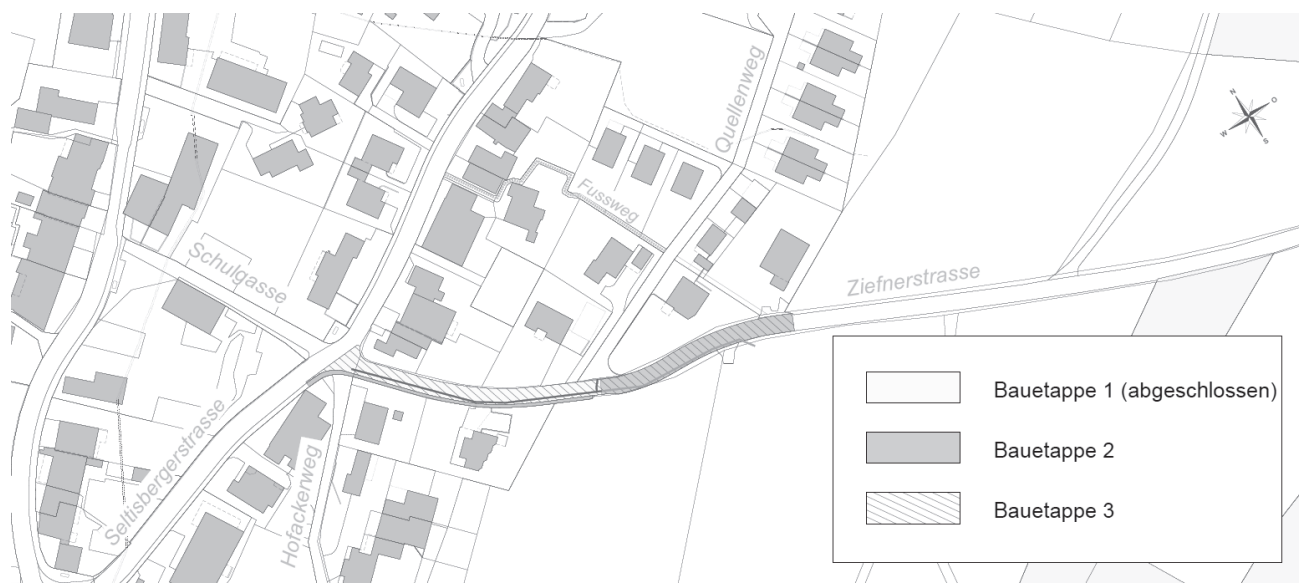 Quellenweg
N
O
W
S
Fussweg
Schulgasse
Ziefnerstrasse
Seltisbergerstrasse
Hofackerweg
Bauetappe 1 (abgeschlossen)
Bauetappe 2
Bauetappe 3